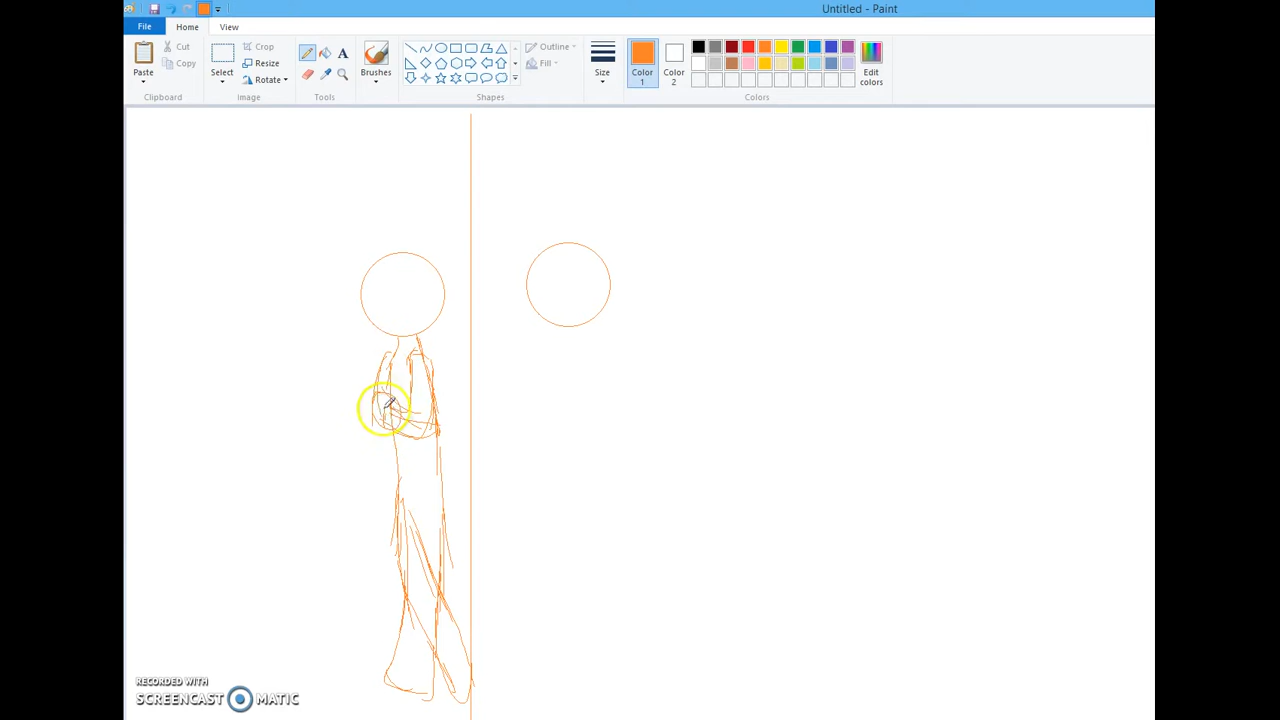 Untitled - Paint
File Home View
Paste
Cut
Copy
Clipboard
Select
Crop
Resize
Rotate
Image
A
Tools
Brushes
Shapes
Outline
Fill
Size
Color
1
Color
2
Edit
colors
Colors
RECORDED WITH
SCREENCAST MATIC